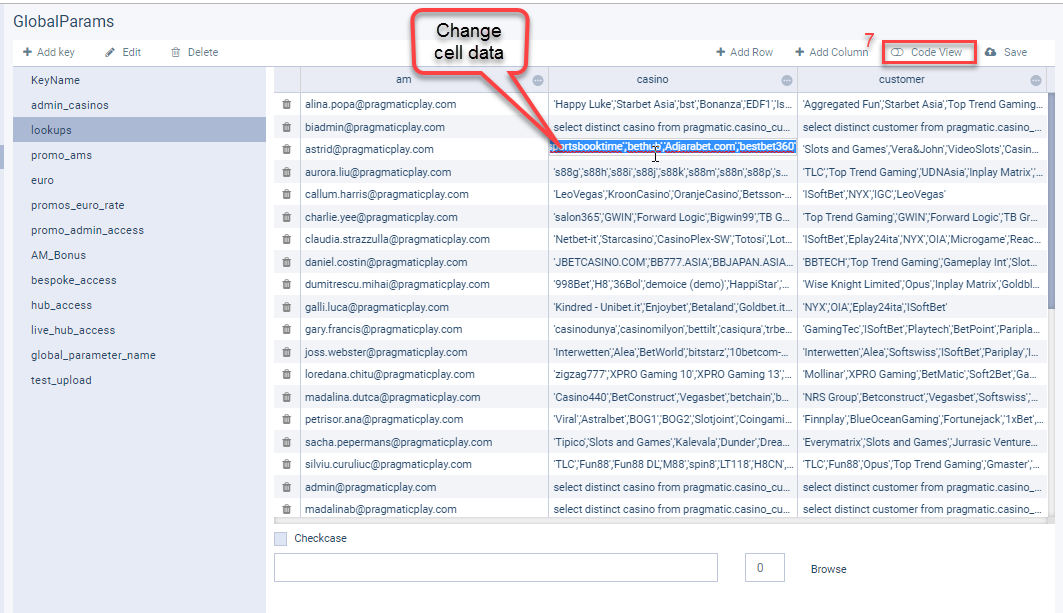 GlobalParams
Change
cell data
Add key Edit Delete
7
Add Row Add Column Code View Save
KeyName
admin_casinos
lookups
promo_ams
euro
promos_euro_rate
promo_admin_access
AM_Bonus
bespoke_access
hub_access
live_hub_access
global_parameter_name
test_upload
am casino customer
alina.popa@pragmaticplay.com 'Happy Luke','Starbet Asia','bst','Bonanza','EDF1','Is... 'Aggregated Fun','Starbet Asia','Top Trend Gaming...
biadmin@pragmaticplay.com select distinct casino from pragmatic.casino_cu... select distinct customer from pragmatic.casino_...
astrid@pragmaticplay.com portsbooktime','bethub','Adjarabet.com','bestbet360' 'Slots and Games','Vera&John','VideoSlots','Casin...
aurora.liu@pragmaticplay.com 's88g','s88h','s88i','s88j','s88k','s88m','s88n','s88p','s... 'TLC','Top Trend Gaming','UDNAsia','Inplay Matrix',...
callum.harris@pragmaticplay.com 'LeoVegas','KroonCasino','OranjeCasino','Betsson-... 'ISoftBet','NYX','IGC','LeoVegas'
charlie.yee@pragmaticplay.com 'salon365','GWIN','Forward Logic','Bigwin99','TB G... 'Top Trend Gaming','GWIN','Forward Logic','TB Gr...
claudia.strazzulla@pragmaticplay.com 'Netbet-it','Starcasino','CasinoPlex-SW','Totosi','Lot... 'ISoftBet','Eplay24ita','NYX','OIA','Microgame','Reac...
daniel.costin@pragmaticplay.com 'JBETCASINO.COM','BB777.ASIA','BBJAPAN.ASIA... 'BBTECH','Top Trend Gaming','Gameplay Int','Slot...
dumitrescu.mihai@pragmaticplay.com '998Bet','H8','36Bol','demoice (demo)','HappiStar',... 'Wise Knight Limited','Opus','Inplay Matrix','Goldbl...
galli.luca@pragmaticplay.com 'Kindred - Unibet.it','Enjoybet','Betaland','Goldbet.it... 'NYX','OIA','Eplay24ita','ISoftBet'
gary.francis@pragmaticplay.com 'casinodunya','casinomilyon','bettilt','casiqura','trbe... 'GamingTec','ISoftBet','Playtech','BetPoint','Paripla...
joss.webster@pragmaticplay.com 'Interwetten','Alea','BetWorld','bitstarz','10betcom-... 'Interwetten','Alea','Softswiss','ISoftBet','Pariplay','I...
loredana.chitu@pragmaticplay.com 'zigzag777','XPRO Gaming 10','XPRO Gaming 13',... 'Mollinar','XPRO Gaming','BetMatic','Soft2Bet','Ga...
madalina.dutca@pragmaticplay.com 'Casino440','BetConstruct','Vegasbet','betchain','b... 'NRS Group','Betconstruct','Vegasbet','Softswiss',...
petrisor.ana@pragmaticplay.com 'Viral','Astralbet','BOG1','BOG2','Slotjoint','Coingami... 'Finnplay','BlueOceanGaming','Fortunejack','1xBet',...
sacha.pepermans@pragmaticplay.com 'Tipico','Slots and Games','Kalevala','Dunder','Drea... 'Everymatrix','Slots and Games','Jurrasic Venture...
silviu.curuliuc@pragmaticplay.com 'TLC','Fun88','Fun88 DL','M88','spin8','LT118','H8CN',... 'TLC','Fun88','Opus','Top Trend Gaming','Gmaster',...
admin@pragmaticplay.com select distinct casino from pragmatic.casino_cu... select distinct customer from pragmatic.casino_...
madalinab@pragmaticplay.com select distinct casino from pragmatic.casino_cu... select distinct customer from pragmatic.casino_...
Checkcase
0 Browse